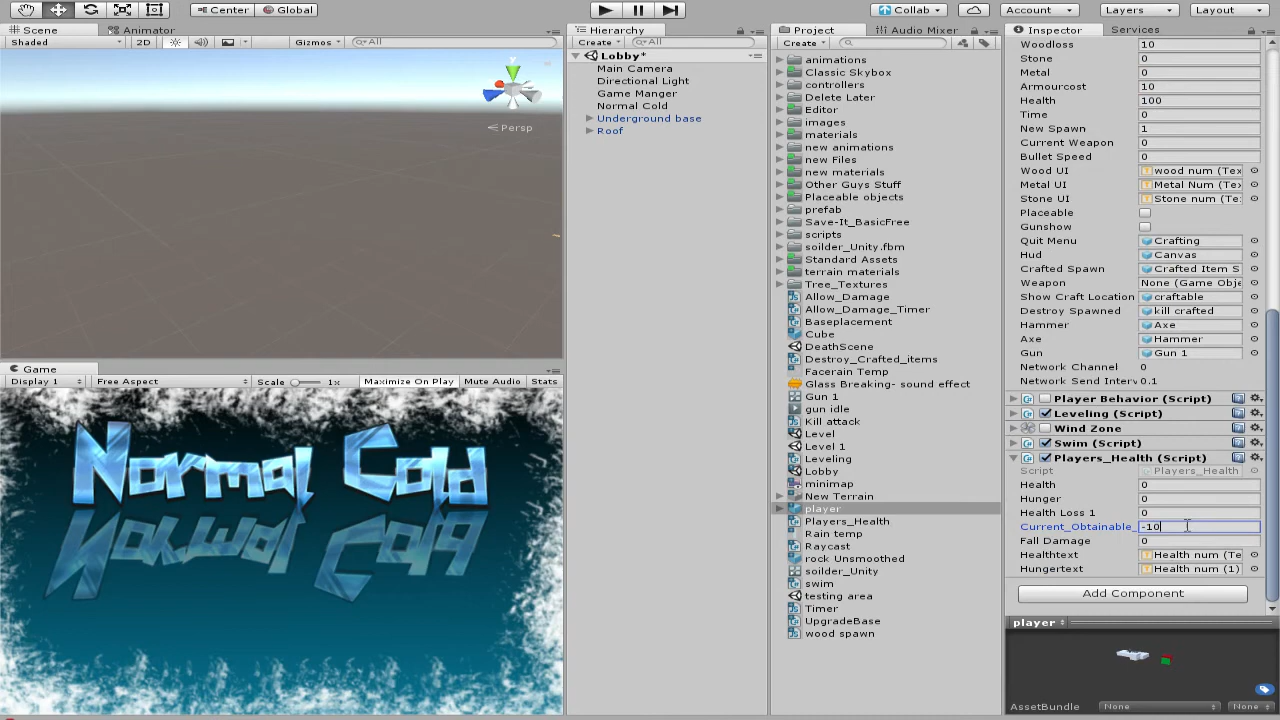 Center Global Collab Account Layers Layout
Scene Animator
Shaded 2D Gizmos All
Persp
Game
Display 1 Free Aspect Scale 1x Maximize On Play Mute Audio Stats
Normal Cold
Hierarchy
Create All
Lobby*
Main Camera
Directional Light
Game Manger
Normal Cold
Underground base
Roof
Project Audio Mixer
Create
animations
Classic Skybox
controllers
Delete Later
Editor
images
materials
new animations
new Files
new materials
Other Guys Stuff
Placeable objects
prefab
Save-It_BasicFree
scripts
soilder_Unity.fbm
Standard Assets
terrain materials
Tree_Textures
Allow_Damage
Allow_Damage_Timer
Baseplacement
Cube
DeathScene
Destroy_Crafted_items
Facerain Temp
Glass Breaking- sound effect
Gun 1
gun idle
Kill attack
Level
Level 1
Leveling
Lobby
minimap
New Terrain
player
Players_Health
Rain temp
Raycast
rock Unsmoothed
soilder_Unity
swim
testing area
Timer
UpgradeBase
wood spawn
Inspector Services
Woodloss 10
Stone 0
Metal 0
Armourcost 10
Health 100
Time 0
New Spawn 1
Current Weapon 0
Bullet Speed 0
Wood UI wood num (Tex
Metal UI Metal Num (Tex
Stone UI Stone num (Te
Placeable
Gunshow
Quit Menu Crafting
Hud Canvas
Crafted Spawn Crafted Item S
Weapon None (Game Obje
Show Craft Location craftable
Destroy Spawned kill crafted
Hammer Axe
Axe Hammer
Gun Gun 1
Network Channel 0
Network Send Interv 0.1
Player Behavior (Script)
Leveling (Script)
Wind Zone
Swim (Script)
Players_Health (Script)
Script Players_Health
Health 0
Hunger 0
Health Loss 1 0
Current_Obtainable_ -10
Fall Damage 0
Healthtext Health num (Te
Hungertext Health num (1)
Add Component
player
AssetBundle None None